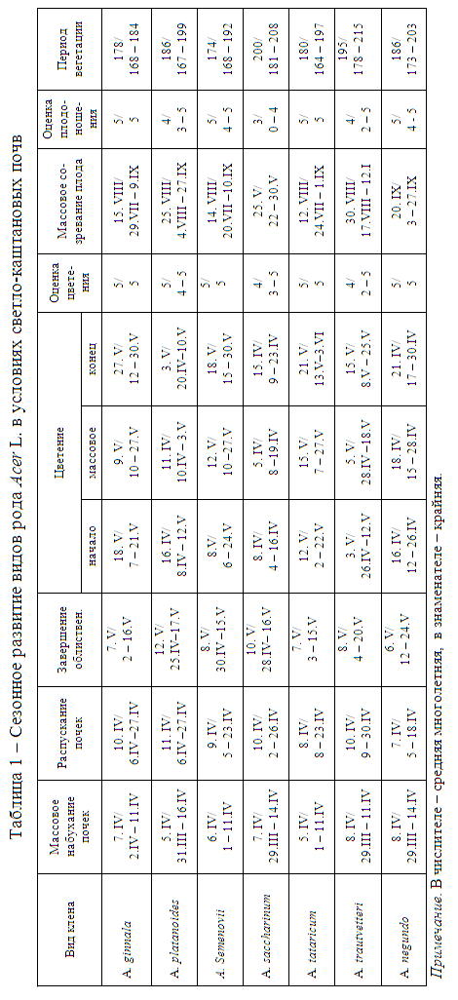 Таблица 1 – Сезонное развитие видов рода Acer L. в условиях светло-каштановых почв
Вид клена
Массовое
набухание
почек
Распускание
почек
Завершение
облиствен.
Цветение
начало
массовое
конец
Оценка
цвете-
ния
Массовое со-
зревание плода
Оценка
плодо-
ноше-
ния
Период
вегетации
A. ginnala
7. IV/
2.IV – 11.IV
10. IV/
6.IV–27.IV
7. V/
2 – 16.V
18. V/
7 – 21.V
9. V/
10 – 27.V
27. V/
12 – 30.V
5/
5
15. VIII/
29.VII – 9.IX
5/
5
178/
168 – 184
A. platanoides
5. IV/
31.III – 16.IV
11. IV/
6.IV–27.IV
12. V/
25.IV–17.V
16. IV/
8.IV – 12.V
11. IV/
10.IV – 3.V
3. V/
20.IV–10.V
5/
4 – 5
25. VIII/
4.VIII – 27.IX
4/
3 – 5
186/
167 – 199
A. Semenovii
6. IV/
1 – 11.IV
9. IV/
5 – 23.IV
8. V/
30.IV–15.V
8.V/
6 – 24.V
12. V/
10 –27.V
18. V/
15 – 30.V
5/
5
14. VIII/
20.VII –10.IX
5/
4 – 5
174/
168 – 192
A. saccharinum
7. IV/
29.III – 14.IV
10. IV/
2 – 26.IV
10. V/
28.IV– 16.V
8. IV/
4 – 16.IV
5. IV/
8 –19.IV
15. IV/
9 – 23.IV
4/
3 – 5
25. V/
22 – 30.V
3/
0 – 4
200/
181 – 208
A. tataricum
5. IV/
1 – 11.IV
8. IV/
8 – 23.IV
7. V/
3 – 15.V
12. V/
2 – 22.V
15. V/
7 – 27.V
21. V/
13.V–3.VI
5/
5
12. VIII/
24.VII – 1.IX
5/
5
180/
164 – 197
A. trautvetteri
8. IV/
29.III – 11.IV
10. IV/
9 – 30.IV
8. V/
4 – 20.V
3. V/
26.IV–12.V
5. V/
28.IV–18.V
15. V/
8.V – 25.V
4/
2 – 5
30. VIII/
17.VIII – 12.I
4/
2 – 5
195/
178 – 215
A. negundo
8. IV/
29.III – 14.IV
7. IV/
5 – 18.IV
6. V/
12 – 24.V
16. IV/
12 – 26.IV
18. IV/
15 – 28.IV
21. IV/
17 – 30.IV
5/
5
20. IX/
3 – 27.IX
5/
4 - 5
186/
173 – 203
Примечание. В числителе – средняя многолетняя, в знаменателе – крайняя.